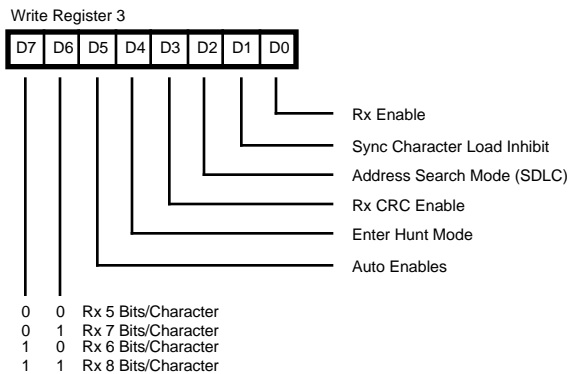 Write Register 3
D7 D6 D5 D4 D3 D2 D1 D0
Rx Enable
Sync Character Load Inhibit
Address Search Mode (SDLC)
Rx CRC Enable
Enter Hunt Mode
Auto Enables
0 0 Rx 5 Bits/Character
0 1 Rx 7 Bits/Character
1 0 Rx 6 Bits/Character
1 1 Rx 8 Bits/Character